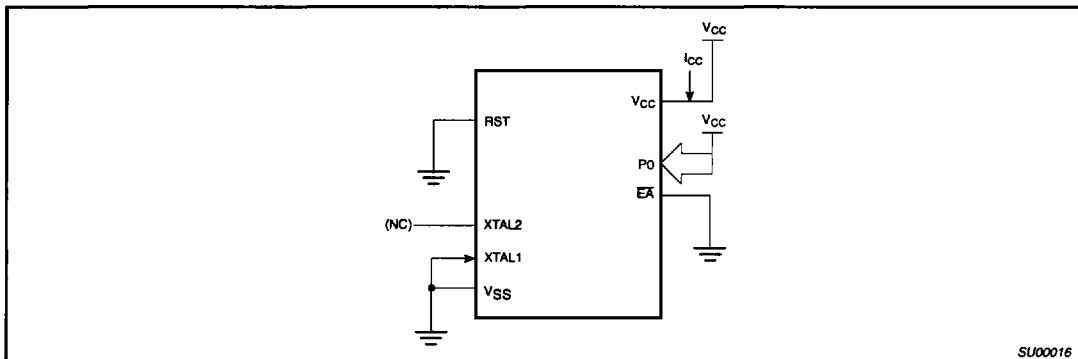 VCC
ICC
VCC
RST
VCC
P0
EA
(NC)
XTAL2
XTAL1
VSS
SU00016